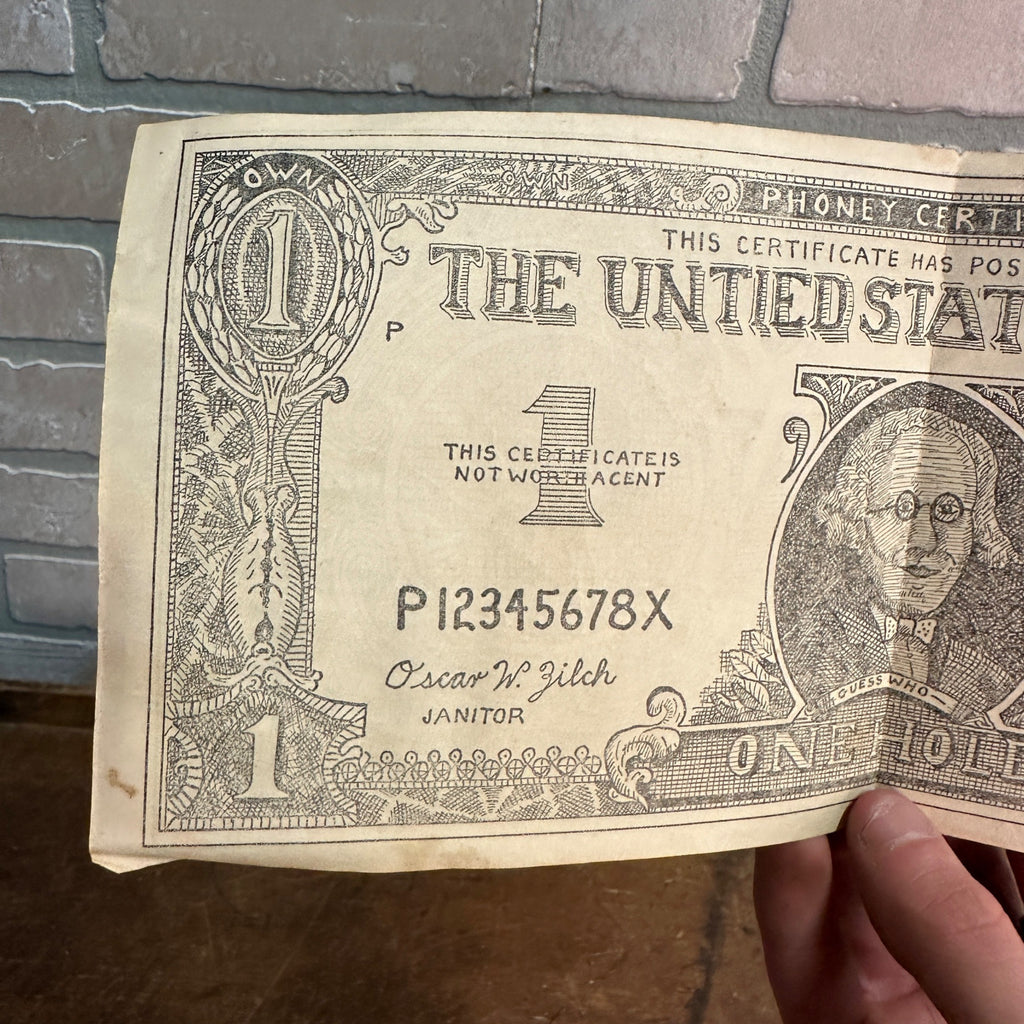 OWN
1
OWN
PHONEY CERTI
THIS CERTIFICATE HAS POS
THE UNTIED STAT
P
1
THIS CERTIFICATE IS
NOT WORTH A CENT
P12345678X
Oscar W. Zilch
JANITOR
GUESS WHO
ONE HOLE
1